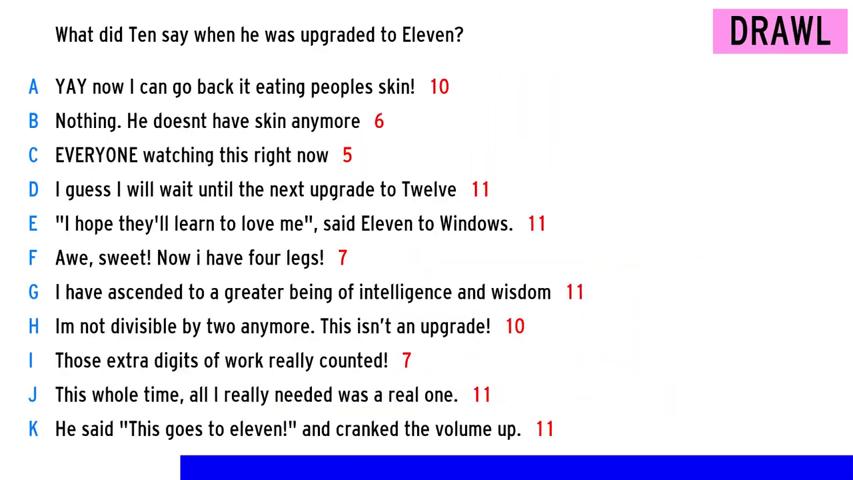 What did Ten say when he was upgraded to Eleven?
DRAWL
A YAY now I can go back it eating peoples skin! 10
B Nothing. He doesnt have skin anymore 6
C EVERYONE watching this right now 5
D I guess I will wait until the next upgrade to Twelve 11
E "I hope they'll learn to love me", said Eleven to Windows. 11
F Awe, sweet! Now i have four legs! 7
G I have ascended to a greater being of intelligence and wisdom 11
H Im not divisible by two anymore. This isn't an upgrade! 10
I Those extra digits of work really counted! 7
J This whole time, all I really needed was a real one. 11
K He said "This goes to eleven!" and cranked the volume up. 11